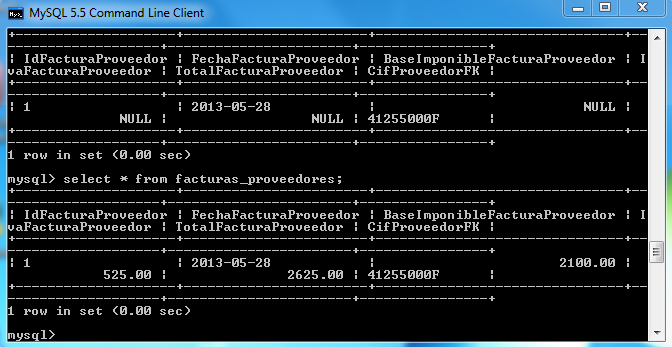 MySQL 5.5 Command Line Client
| IdFacturaProveedor | FechaFacturaProveedor | BaseImponibleFacturaProveedor | I
vaFacturaProveedor | TotalFacturaProveedor | CifProveedorFK |
| 1 | 2013-05-28 | NULL |
NULL | NULL | 41255000F |
1 row in set (0.00 sec)
mysql> select * from facturas_proveedores;
| IdFacturaProveedor | FechaFacturaProveedor | BaseImponibleFacturaProveedor | I
vaFacturaProveedor | TotalFacturaProveedor | CifProveedorFK |
| 1 | 2013-05-28 | 2100.00 |
525.00 | 2625.00 | 41255000F |
1 row in set (0.00 sec)
mysql>